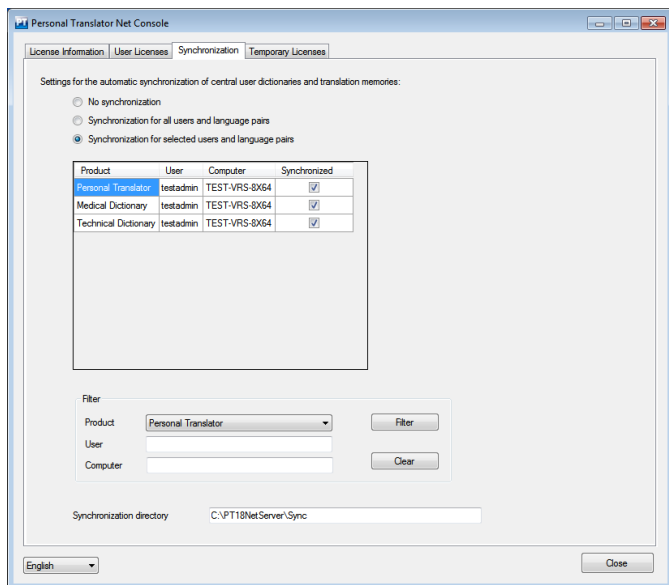 PT Personal Translator Net Console
License Information User Licenses Synchronization Temporary Licenses
Settings for the automatic synchronization of central user dictionaries and translation memories:
No synchronization
Synchronization for all users and language pairs
Synchronization for selected users and language pairs
Product User Computer Synchronized
Personal Translator testadmin TEST-VRS-8X64
Medical Dictionary testadmin TEST-VRS-8X64
Technical Dictionary testadmin TEST-VRS-8X64
Filter
Product Personal Translator Filter
User
Computer Clear
Synchronization directory C:\PT18NetServer\Sync
English Close